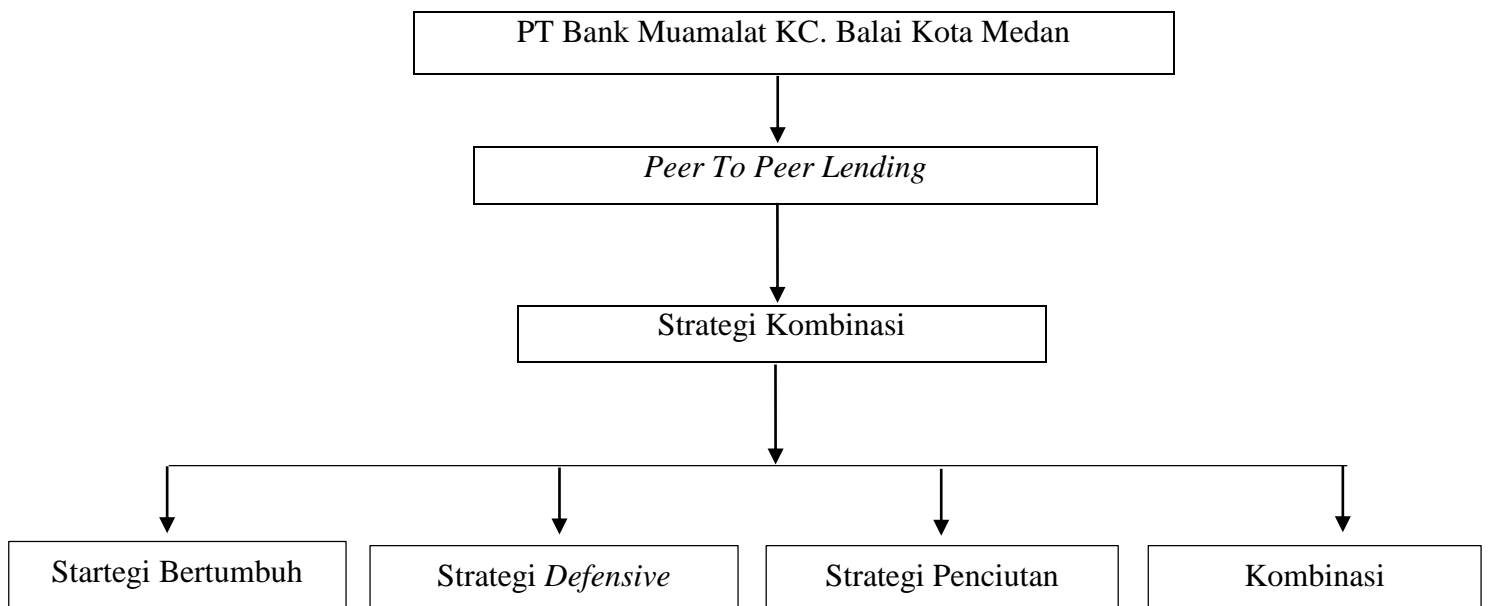 PT Bank Muamalat KC. Balai Kota Medan
Peer To Peer Lending
Strategi Kombinasi
Startegi Bertumbuh
Strategi Defensive
Strategi Penciutan
Kombinasi